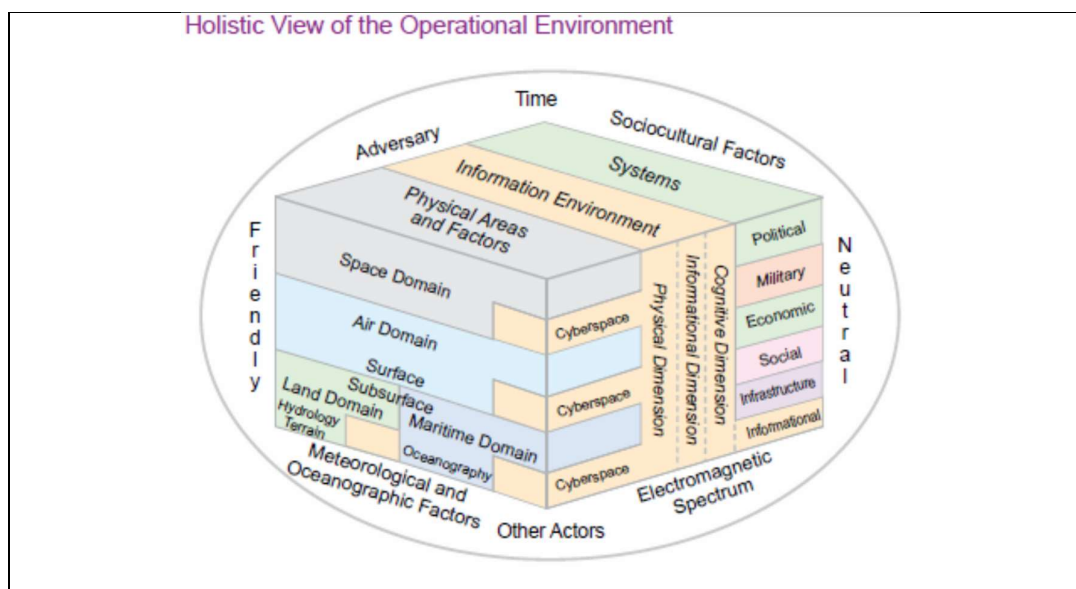 Holistic View of the Operational Environment
Time
Adversary
Sociocultural Factors
Systems
Information Environment
Physical Areas
and Factors
Friendly
Space Domain
Air Domain
Surface
Subsurface
Land Domain
Hydrology
Terrain
Maritime Domain
Oceanography
Cyberspace
Cyberspace
Cyberspace
Physical Dimension
Informational Dimension
Cognitive Dimension
Political
Military
Economic
Social
Infrastructure
Informational
Neutral
Meteorological and
Oceanographic Factors
Other Actors
Electromagnetic
Spectrum